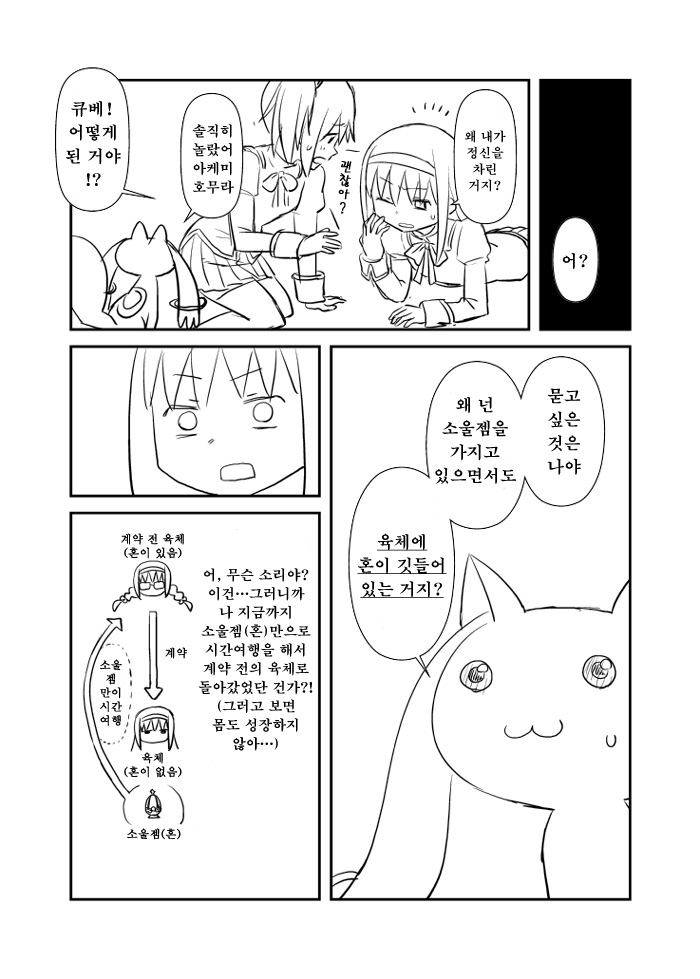 어?
왜 내가
정신을
차린
거지?
괜찮아?
솔직히
놀랐어
아케미
호무라
큐베!
어떻게
된 거야
!?
묻고
싶은
것은
나야
왜 넌
소울젬을
가지고
있으면서도
육체에
혼이 깃들어
있는 거지?
계약 전 육체
(혼이 있음)
계약
소울
젬
만이
시간
여행
육체
(혼이 없음)
소울젬(혼)
어, 무슨 소리야?
이건…그러니까
나 지금까지
소울젬(혼)만으로
시간여행을 해서
계약 전의 육체로
돌아갔었단 건가?!
(그러고 보면
몸도 성장하지
않아…)